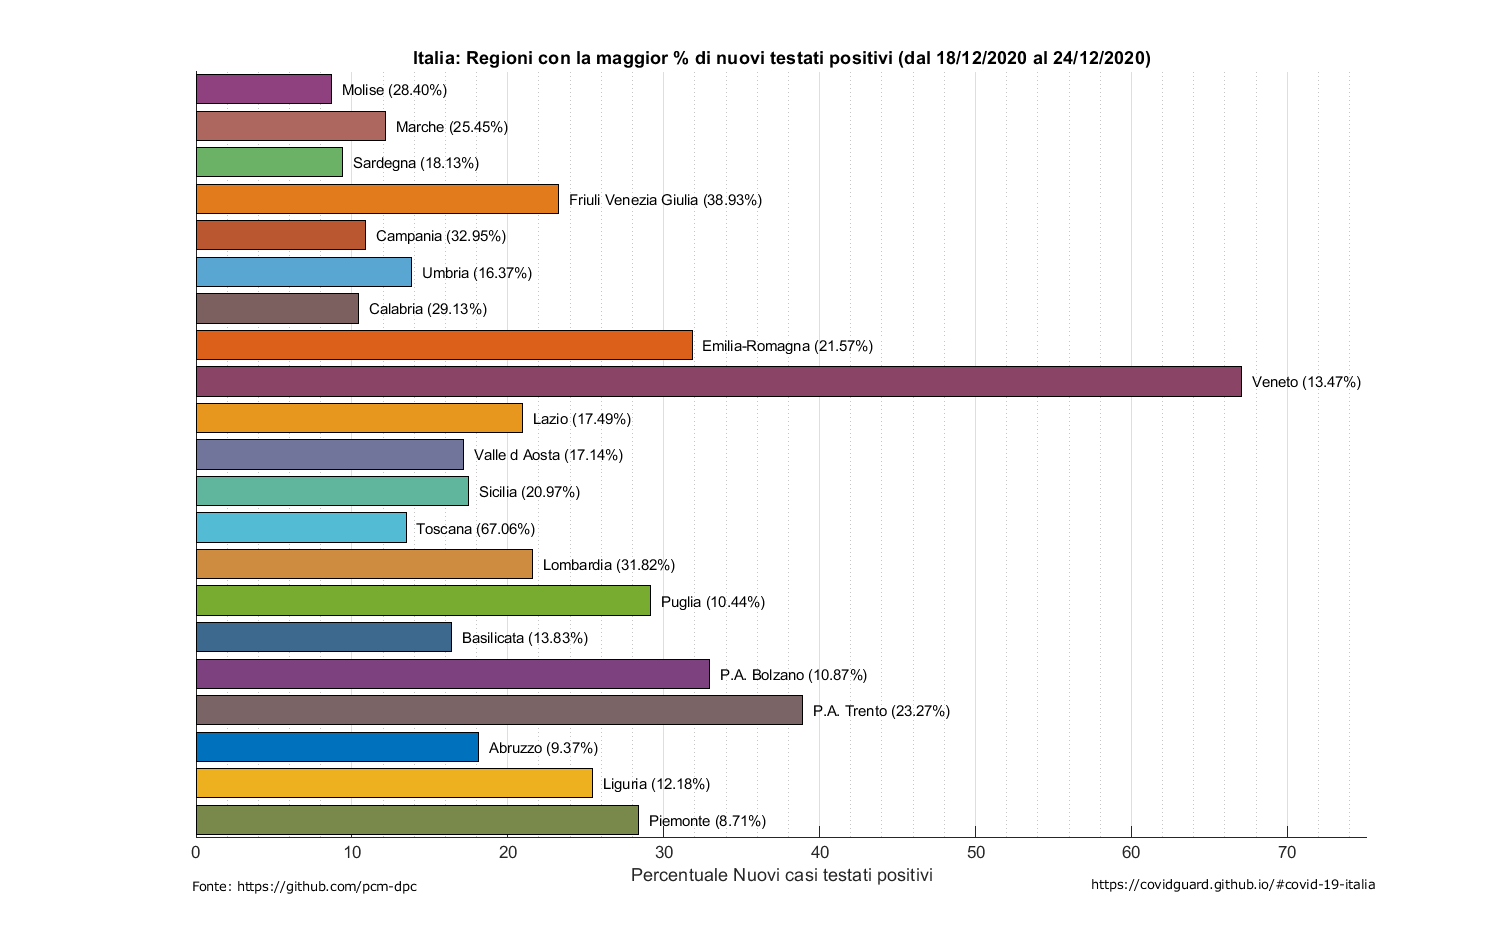 Italia: Regioni con la maggior % di nuovi testati positivi (dal 18/12/2020 al 24/12/2020)
Molise (28.40%)
Marche (25.45%)
Sardegna (18.13%)
Friuli Venezia Giulia (38.93%)
Campania (32.95%)
Umbria (16.37%)
Calabria (29.13%)
Emilia-Romagna (21.57%)
Veneto (13.47%)
Lazio (17.49%)
Valle d Aosta (17.14%)
Sicilia (20.97%)
Toscana (67.06%)
Lombardia (31.82%)
Puglia (10.44%)
Basilicata (13.83%)
P.A. Bolzano (10.87%)
P.A. Trento (23.27%)
Abruzzo (9.37%)
Liguria (12.18%)
Piemonte (8.71%)
0 10 20 30 40 50 60 70
Percentuale Nuovi casi testati positivi
Fonte: https://github.com/pcm-dpc
https://covidguard.github.io/#covid-19-italia